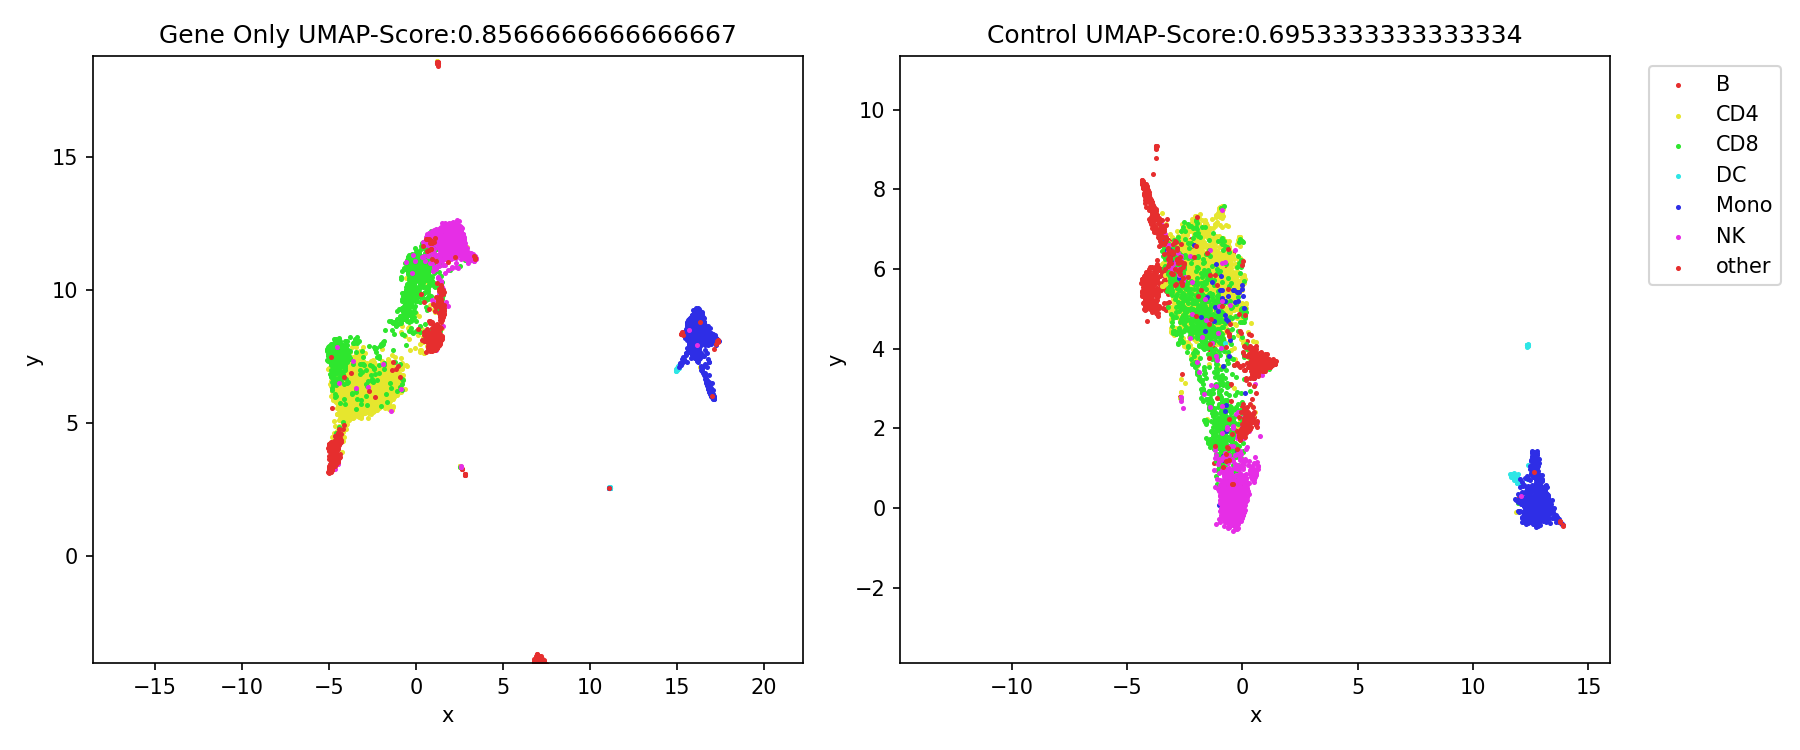 Gene Only UMAP-Score:0.8566666666666667
y
15
10
5
0
−15 −10 −5 0 5 10 15 20
x
Control UMAP-Score:0.6953333333333334
y
10
8
6
4
2
0
−2
−10 −5 0 5 10 15
x
B
CD4
CD8
DC
Mono
NK
other